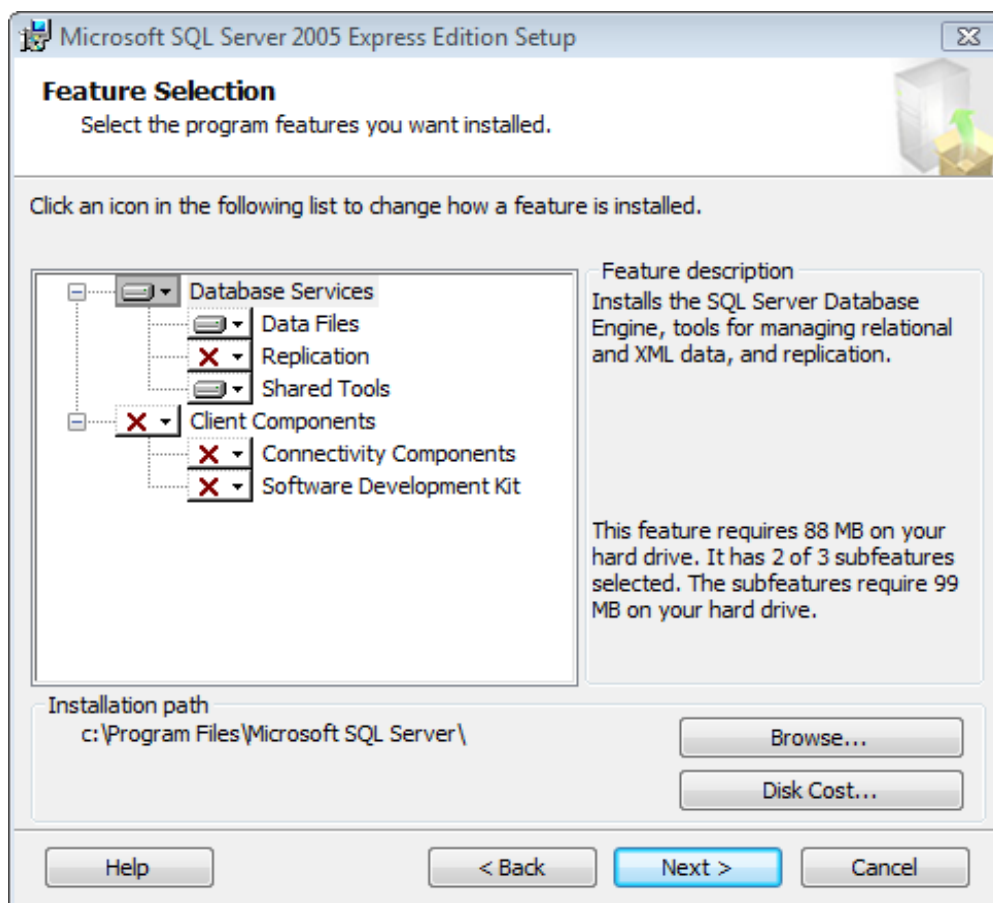 Microsoft SQL Server 2005 Express Edition Setup
Feature Selection
Select the program features you want installed.
Click an icon in the following list to change how a feature is installed.
Database Services
Data Files
Replication
Shared Tools
Client Components
Connectivity Components
Software Development Kit
Feature description
Installs the SQL Server Database
Engine, tools for managing relational
and XML data, and replication.
This feature requires 88 MB on your
hard drive. It has 2 of 3 subfeatures
selected. The subfeatures require 99
MB on your hard drive.
Installation path
c:\Program Files\Microsoft SQL Server\
Browse...
Disk Cost...
Help
< Back
Next >
Cancel